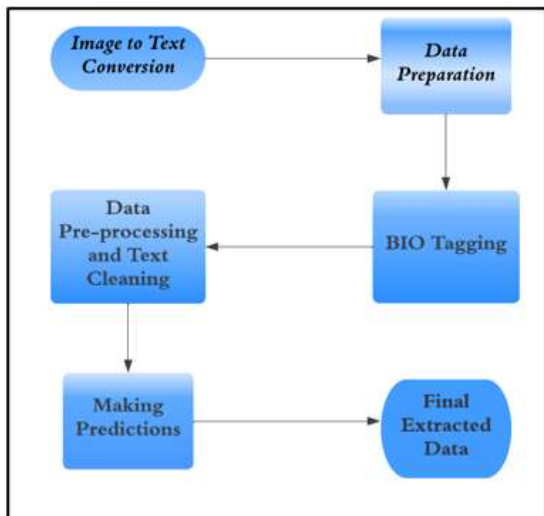 Image to Text
Conversion
Data
Preparation
BIO Tagging
Data
Pre-processing
and Text
Cleaning
Making
Predictions
Final
Extracted
Data